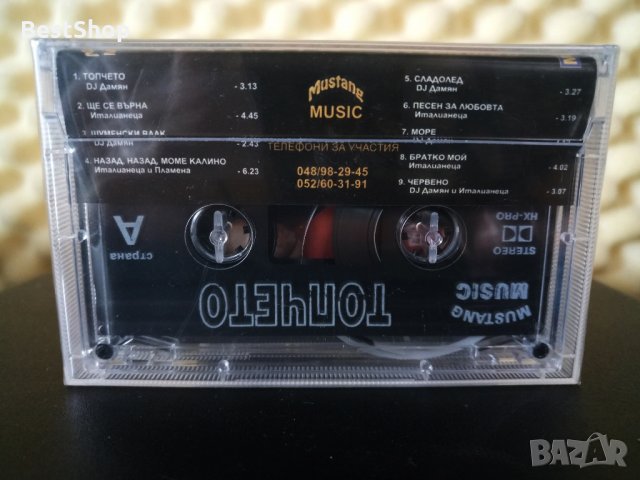 BestShop
BestShop
1. ТОПЧЕТО
DJ Дамян - 3.13
2. ЩЕ СЕ ВЪРНА
Италианеца - 4.45
3. ШУМЕНСКИ ВАЛК
- 2.43
4. НАЗАД, НАЗАД, МОМЕ КАЛИНО
Италианеца и Пламена - 6.23
Mustang
MUSIC
ТЕЛЕФОНИ ЗА УЧАСТИЯ
048/98-29-45
052/60-31-91
5. СЛАДОЛЕД
DJ Дамян - 3.27
6. ПЕСЕН ЗА ЛЮБОВТА
Италианеца - 3.19
7. МОРЕ
DJ Дамян
8. БРАТКО МОЙ
Италианеца - 4.02
9. ЧЕРВЕНО
DJ Дамян и Италианеца - 3.07
страна
A
STEREO
HX-PRO
ТОПЧЕТО
MUSTANG
MUSIC
BAZAR